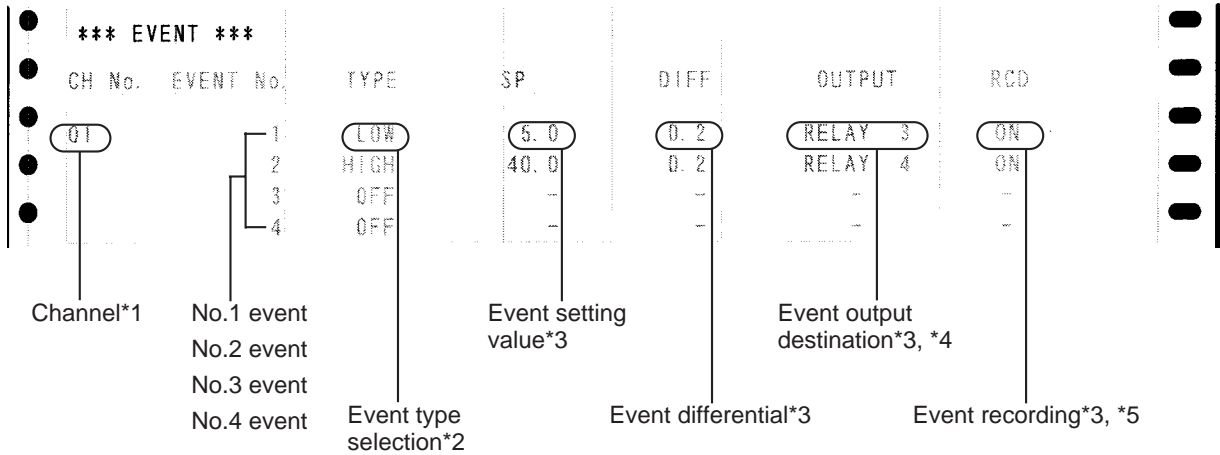 *** EVENT ***
CH No. EVENT No. TYPE SP DIFF OUTPUT RCD
01 1 LOW 5.0 0.2 RELAY 3 ON
2 HIGH 40.0 0.2 RELAY 4 ON
3 OFF - - - -
4 OFF - - - -
Channel*1
No.1 event
No.2 event
No.3 event
No.4 event
Event type
selection*2
Event setting
value*3
Event differential*3
Event output
destination*3, *4
Event recording*3, *5